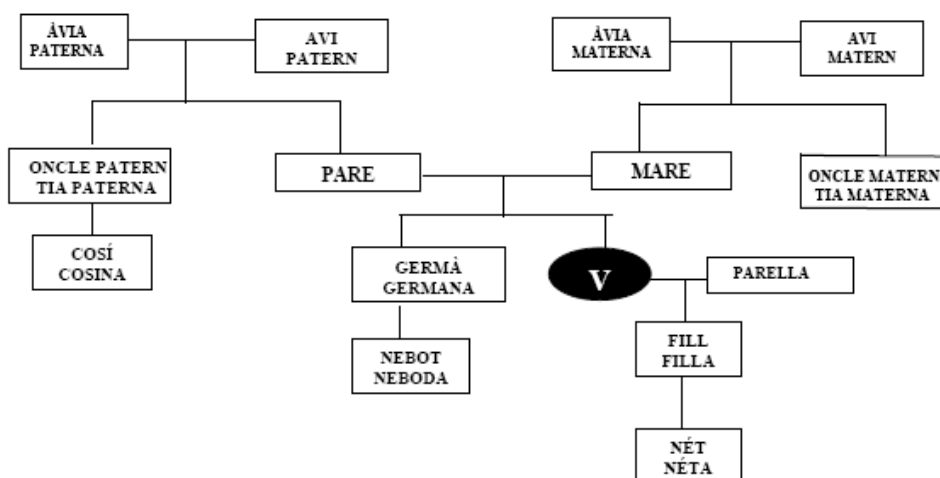 ÀVIA
PATERNA
AVI
PATERN
ÀVIA
MATERNA
AVI
MATERN
ONCLE PATERN
TIA PATERNA
PARE
MARE
ONCLE MATERN
TIA MATERNA
COSÍ
COSINA
GERMÀ
GERMANA
V
PARELLA
NEBOT
NEBODA
FILL
FILLA
NÉT
NÉTA